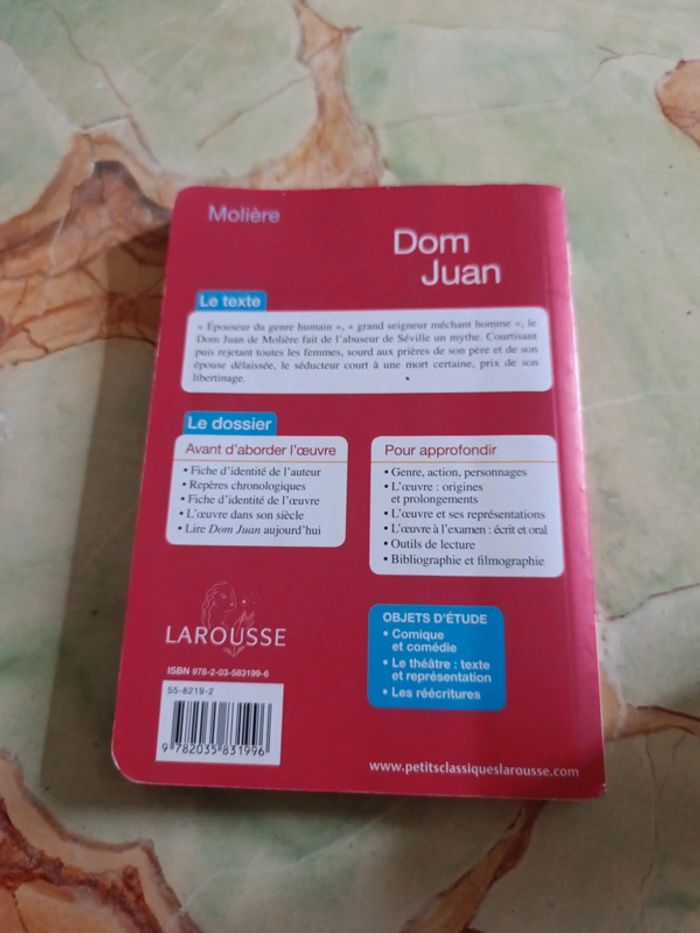 Molière
Dom
Juan
Le texte
« Épouseur du genre humain », « grand seigneur méchant homme », le
Dom Juan de Molière fait de l'abuseur de Séville un mythe. Courtisant
puis rejetant toutes les femmes, sourd aux prières de son père et de son
épouse délaissée, le séducteur court à une mort certaine, prix de son
libertinage.
Le dossier
Avant d'aborder l'œuvre
• Fiche d'identité de l'auteur
• Repères chronologiques
• Fiche d'identité de l'œuvre
• L'œuvre dans son siècle
• Lire Dom Juan aujourd'hui
Pour approfondir
• Genre, action, personnages
• L'œuvre : origines
et prolongements
• L'œuvre et ses représentations
• L'œuvre à l'examen : écrit et oral
• Outils de lecture
• Bibliographie et filmographie
OBJETS D'ÉTUDE
• Comique
et comédie
• Le théâtre : texte
et représentation
• Les réécritures
LAROUSSE
ISBN 978-2-03-583199-6
55-8219-2
9 782035 831996
www.petitsclassiqueslarousse.com